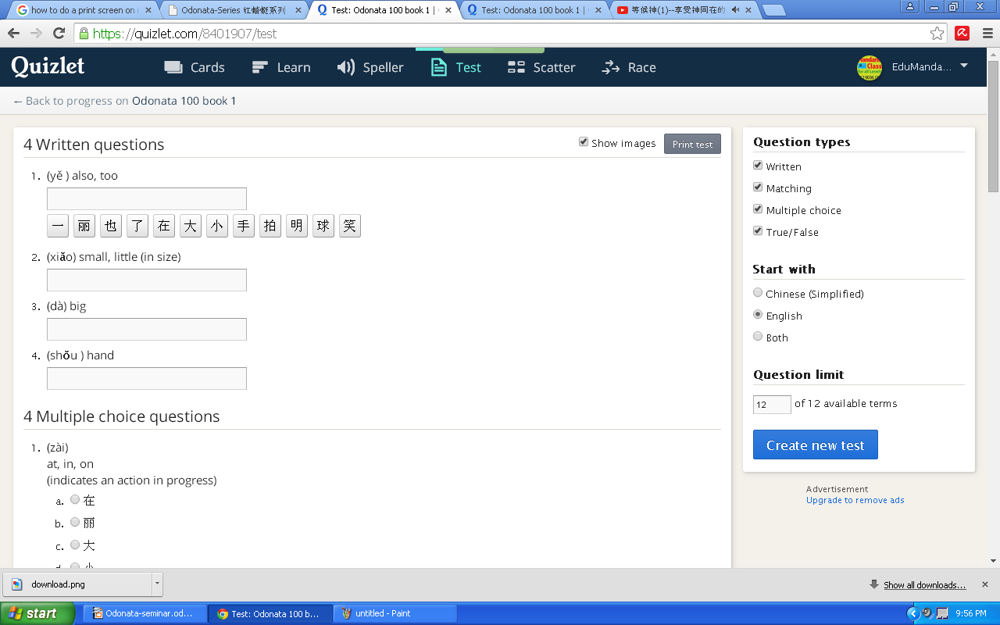 how to do a print screen on
Odonata-Series 红蜻蜓系列
Test: Odonata 100 book 1 |
Test: Odonata 100 book 1 |
等候神(1)--享受神同在的
https://quizlet.com/8401907/test
Quizlet
Cards
Learn
Speller
Test
Scatter
Race
EduManda...
← Back to progress on Odonata 100 book 1
4 Written questions
Show images
Print test
1. (yě ) also, too
一 丽 也 了 在 大 小 手 拍 明 球 笑
2. (xiǎo) small, little (in size)
3. (dà) big
4. (shǒu ) hand
4 Multiple choice questions
1. (zài)
at, in, on
(indicates an action in progress)
a. 在
b. 丽
c. 大
d. 小
Question types
Written
Matching
Multiple choice
True/False
Start with
Chinese (Simplified)
English
Both
Question limit
12 of 12 available terms
Create new test
Advertisement
Upgrade to remove ads
download.png
Show all downloads...
start
Odonata-seminar.od...
Test: Odonata 100 b...
untitled - Paint
9:56 PM